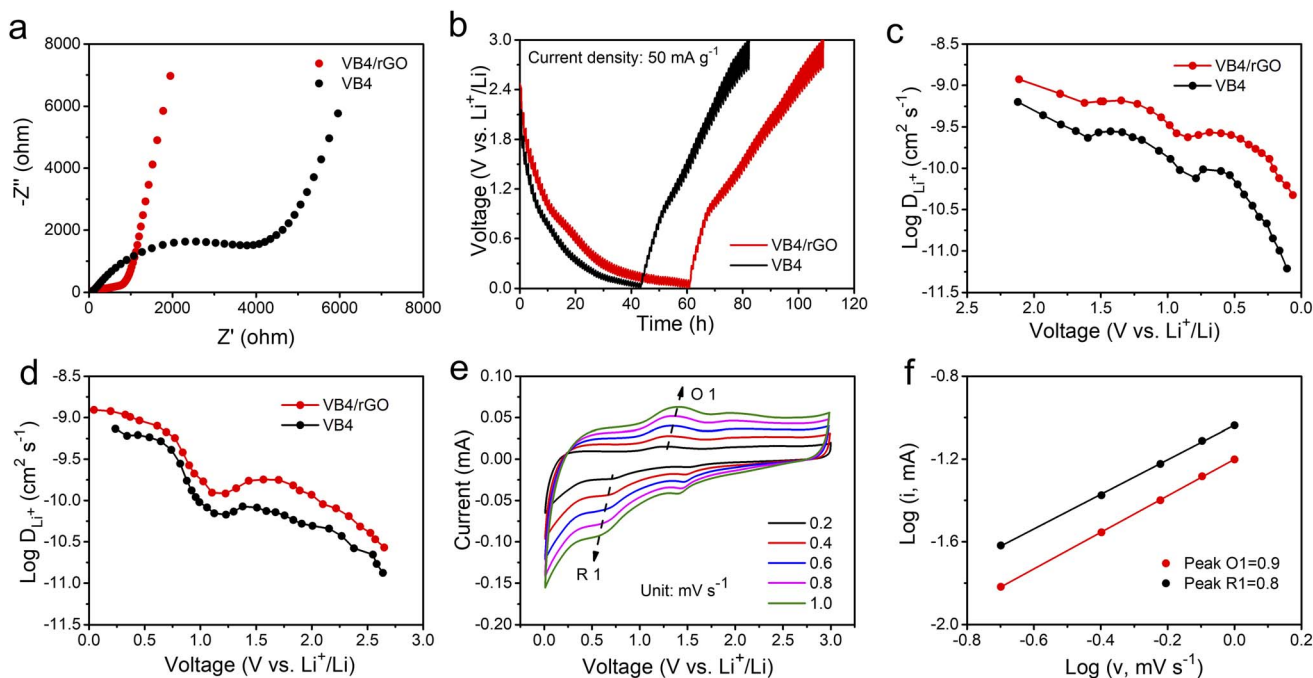 a
8000
6000
4000
2000
0
-Z'' (ohm)
VB4/rGO
VB4
0
2000
4000
6000
8000
Z' (ohm)
b
3.0
2.4
1.8
1.2
0.6
0.0
Voltage (V vs. Li⁺/Li)
Current density: 50 mA g⁻¹
VB4/rGO
VB4
0
20
40
60
80
100
120
Time (h)
c
-8.5
-9.0
-9.5
-10.0
-10.5
-11.0
-11.5
Log D Li⁺ (cm² s⁻¹)
VB4/rGO
VB4
2.5
2.0
1.5
1.0
0.5
0.0
Voltage (V vs. Li⁺/Li)
d
-8.5
-9.0
-9.5
-10.0
-10.5
-11.0
-11.5
Log D Li⁺ (cm² s⁻¹)
VB4/rGO
VB4
0.0
0.5
1.0
1.5
2.0
2.5
3.0
Voltage (V vs. Li⁺/Li)
e
0.10
0.05
0.00
-0.05
-0.10
-0.15
-0.20
Current (mA)
O 1
R 1
Unit: mV s⁻¹
0.2
0.4
0.6
0.8
1.0
0.0
0.5
1.0
1.5
2.0
2.5
3.0
Voltage (V vs. Li⁺/Li)
f
-0.8
-1.2
-1.6
-2.0
Log (i, mA)
Peak O1=0.9
Peak R1=0.8
-0.8
-0.6
-0.4
-0.2
0.0
0.2
Log (v, mV s⁻¹)